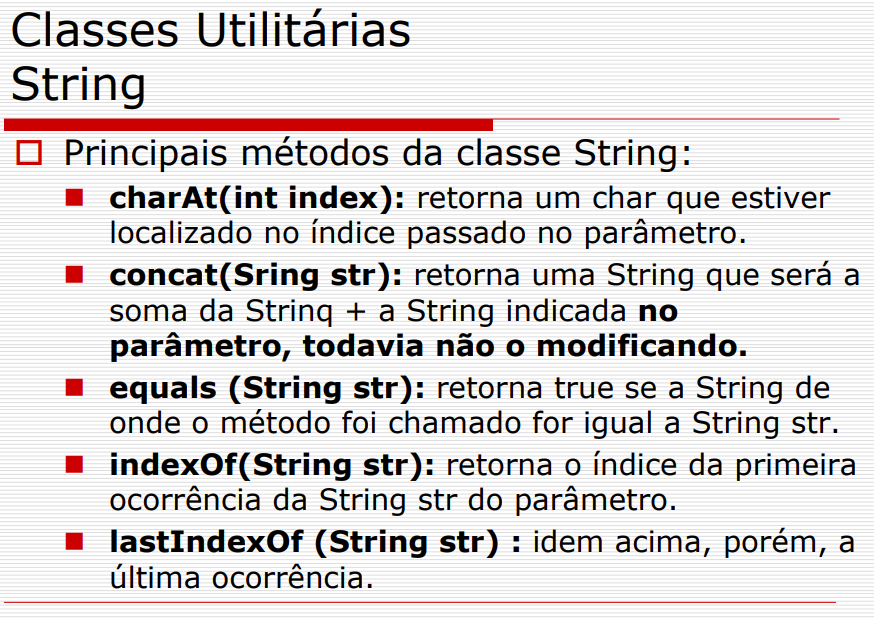 Classes Utilitárias
String
Principais métodos da classe String:
charAt(int index): retorna um char que estiver
localizado no índice passado no parâmetro.
concat(Sring str): retorna uma String que será a
soma da Strinq + a String indicada no
parâmetro, todavia não o modificando.
equals (String str): retorna true se a String de
onde o método foi chamado for igual a String str.
indexOf(String str): retorna o índice da primeira
ocorrência da String str do parâmetro.
lastIndexOf (String str) : idem acima, porém, a
última ocorrência.